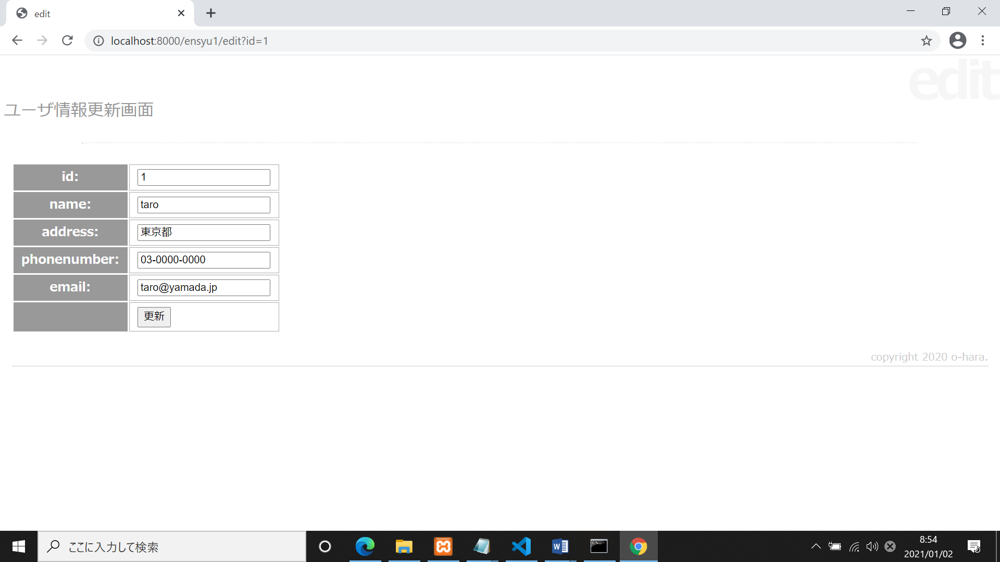 edit
localhost:8000/ensyu1/edit?id=1
edit
ユーザ情報更新画面
id: 1
name: taro
address: 東京都
phonenumber: 03-0000-0000
email: taro@yamada.jp
更新
copyright 2020 o-hara.
ここに入力して検索
8:54
2021/01/02